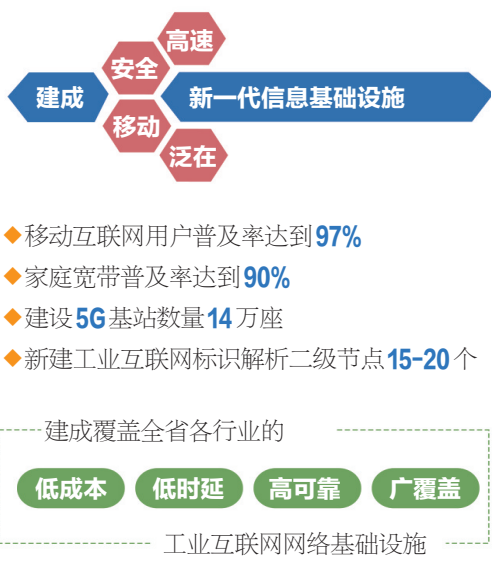 高速
安全
建成
新一代信息基础设施
移动
泛在
移动互联网用户普及率达到97%
家庭宽带普及率达到90%
建设5G基站数量14万座
新建工业互联网标识解析二级节点15-20个
建成覆盖全省各行业的
低成本 低时延 高可靠 广覆盖
工业互联网网络基础设施